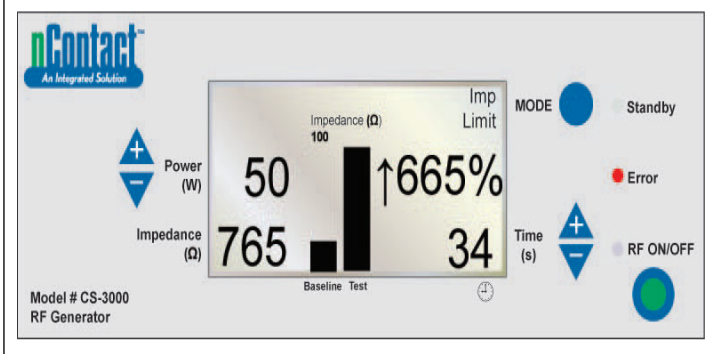 nContact™
An Integrated Solution
Imp
Limit
MODE
Standby
Impedance (Ω)
100
+
Power
(W)
50
↑665%
Error
−
Impedance
(Ω)
765
34
Time
(s)
+
−
RF ON/OFF
Baseline Test
Model # CS-3000
RF Generator